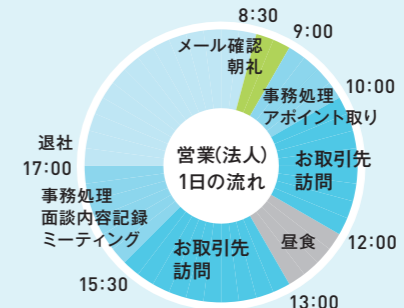 8:30
メール確認
朝礼
9:00
事務処理
アポイント取り
10:00
お取引先
訪問
12:00
昼食
13:00
お取引先
訪問
15:30
事務処理
面談内容記録
ミーティング
17:00
退社
営業(法人)
1日の流れ